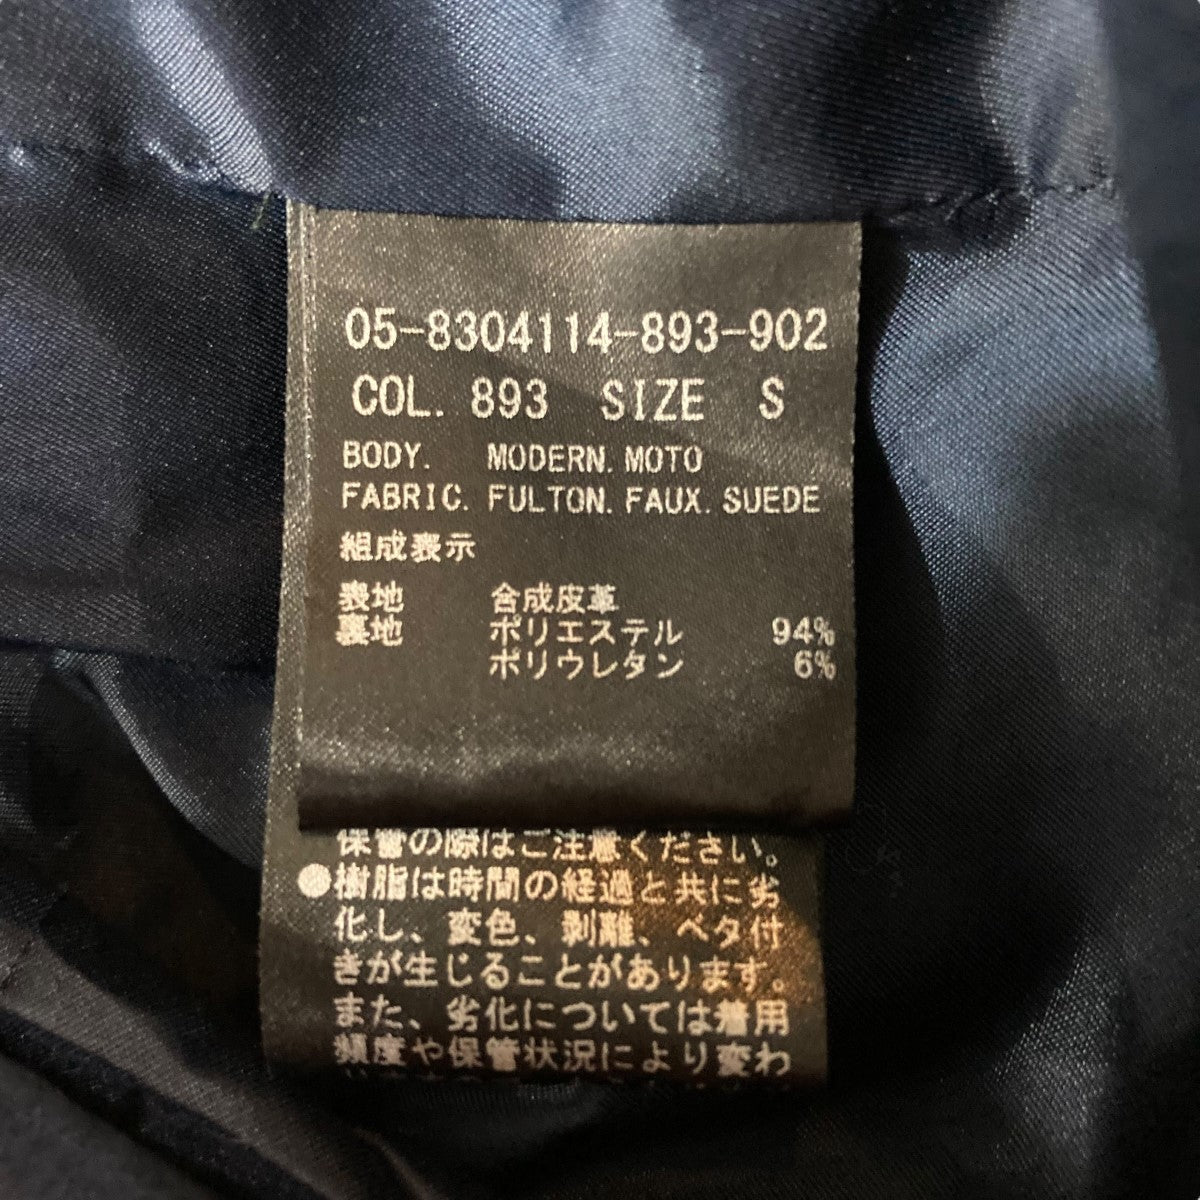 05-8304114-893-902
COL. 893 SIZE S
BODY. MODERN. MOTO
FABRIC. FULTON. FAUX. SUEDE
組成表示
表地 合成皮革
裏地 ポリエステル 94%
ポリウレタン 6%
保管の際はご注意ください。
●樹脂は時間の経過と共に劣
化し、変色、剥離、ベタ付
きが生じることがあります。
また、劣化については着用
頻度や保管状況により変わ